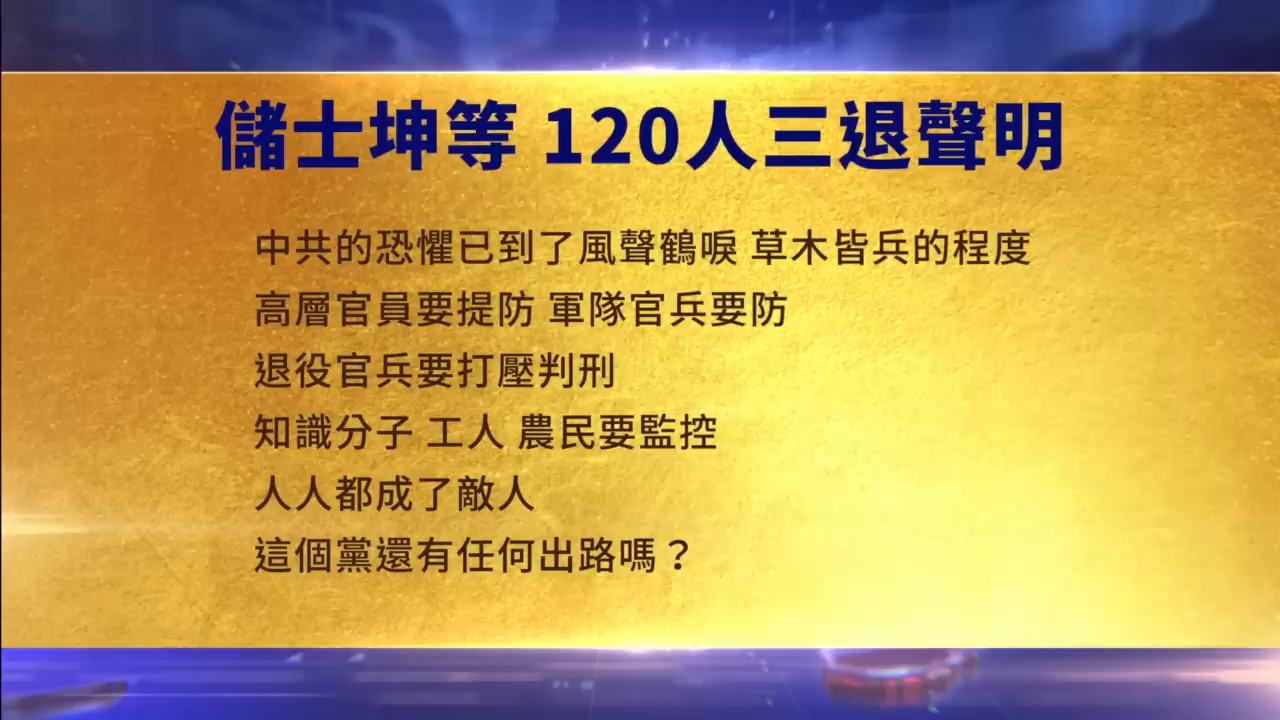 儲士坤等 120人三退聲明
中共的恐懼已到了風聲鶴唳 草木皆兵的程度
高層官員要提防 軍隊官兵要防
退役官兵要打壓判刑
知識分子 工人 農民要監控
人人都成了敵人
這個黨還有任何出路嗎？